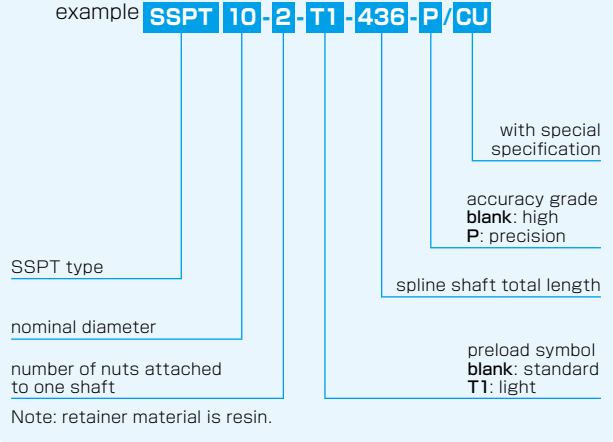 example SSPT 10-2-T1-436-P/CU
with special
specification
accuracy grade
blank: high
P: precision
SSPT type
spline shaft total length
nominal diameter
preload symbol
blank: standard
T1: light
number of nuts attached
to one shaft
Note: retainer material is resin.